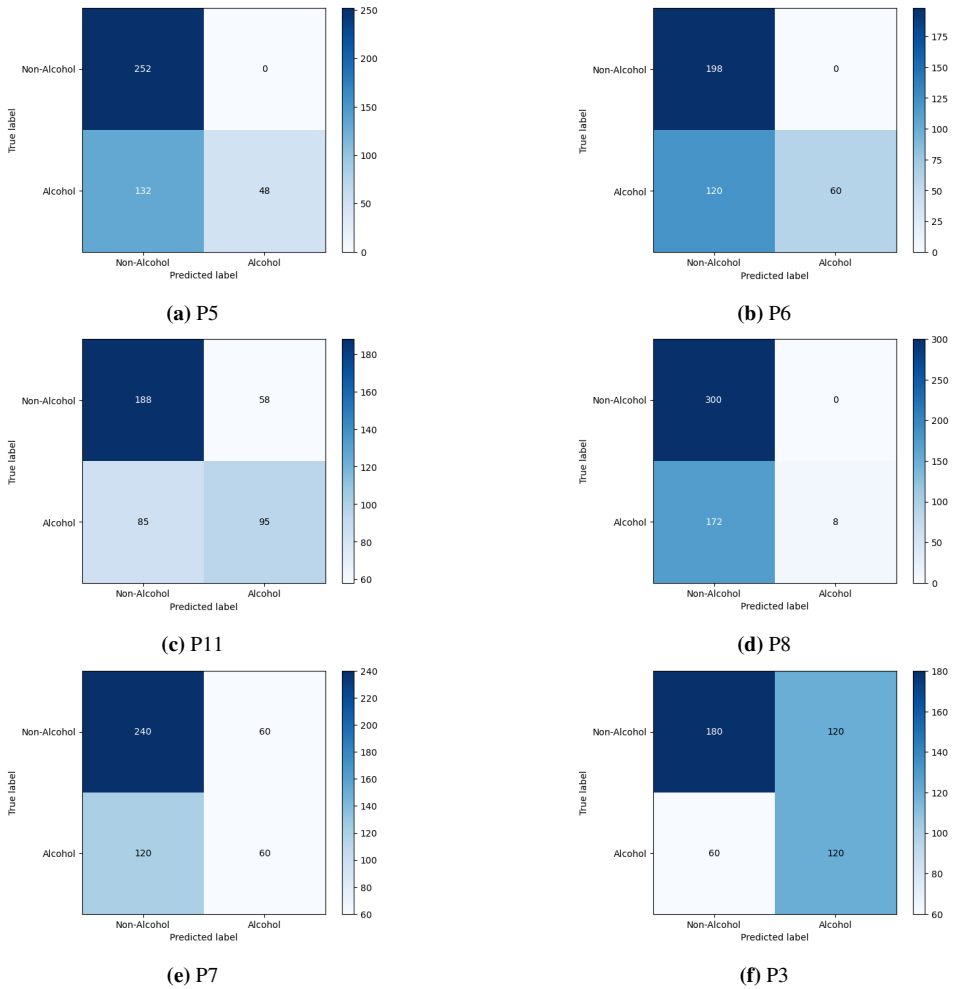 250
Non-Alcohol 252 0
200
150
True label
100
Alcohol 132 48
50
0
Non-Alcohol Alcohol
Predicted label
(a) P5
175
Non-Alcohol 198 0
150
125
True label
100
75
Alcohol 120 60
50
25
0
Non-Alcohol Alcohol
Predicted label
(b) P6
180
Non-Alcohol 188 58
160
140
True label
120
100
Alcohol 85 95
80
60
Non-Alcohol Alcohol
Predicted label
(c) P11
300
Non-Alcohol 300 0
250
200
True label
150
100
Alcohol 172 8
50
0
Non-Alcohol Alcohol
Predicted label
(d) P8
240
220
Non-Alcohol 240 60
200
180
160
True label
140
120
Alcohol 120 60
100
80
60
Non-Alcohol Alcohol
Predicted label
(e) P7
180
Non-Alcohol 180 120
160
140
True label
120
100
Alcohol 60 120
80
60
Non-Alcohol Alcohol
Predicted label
(f) P3